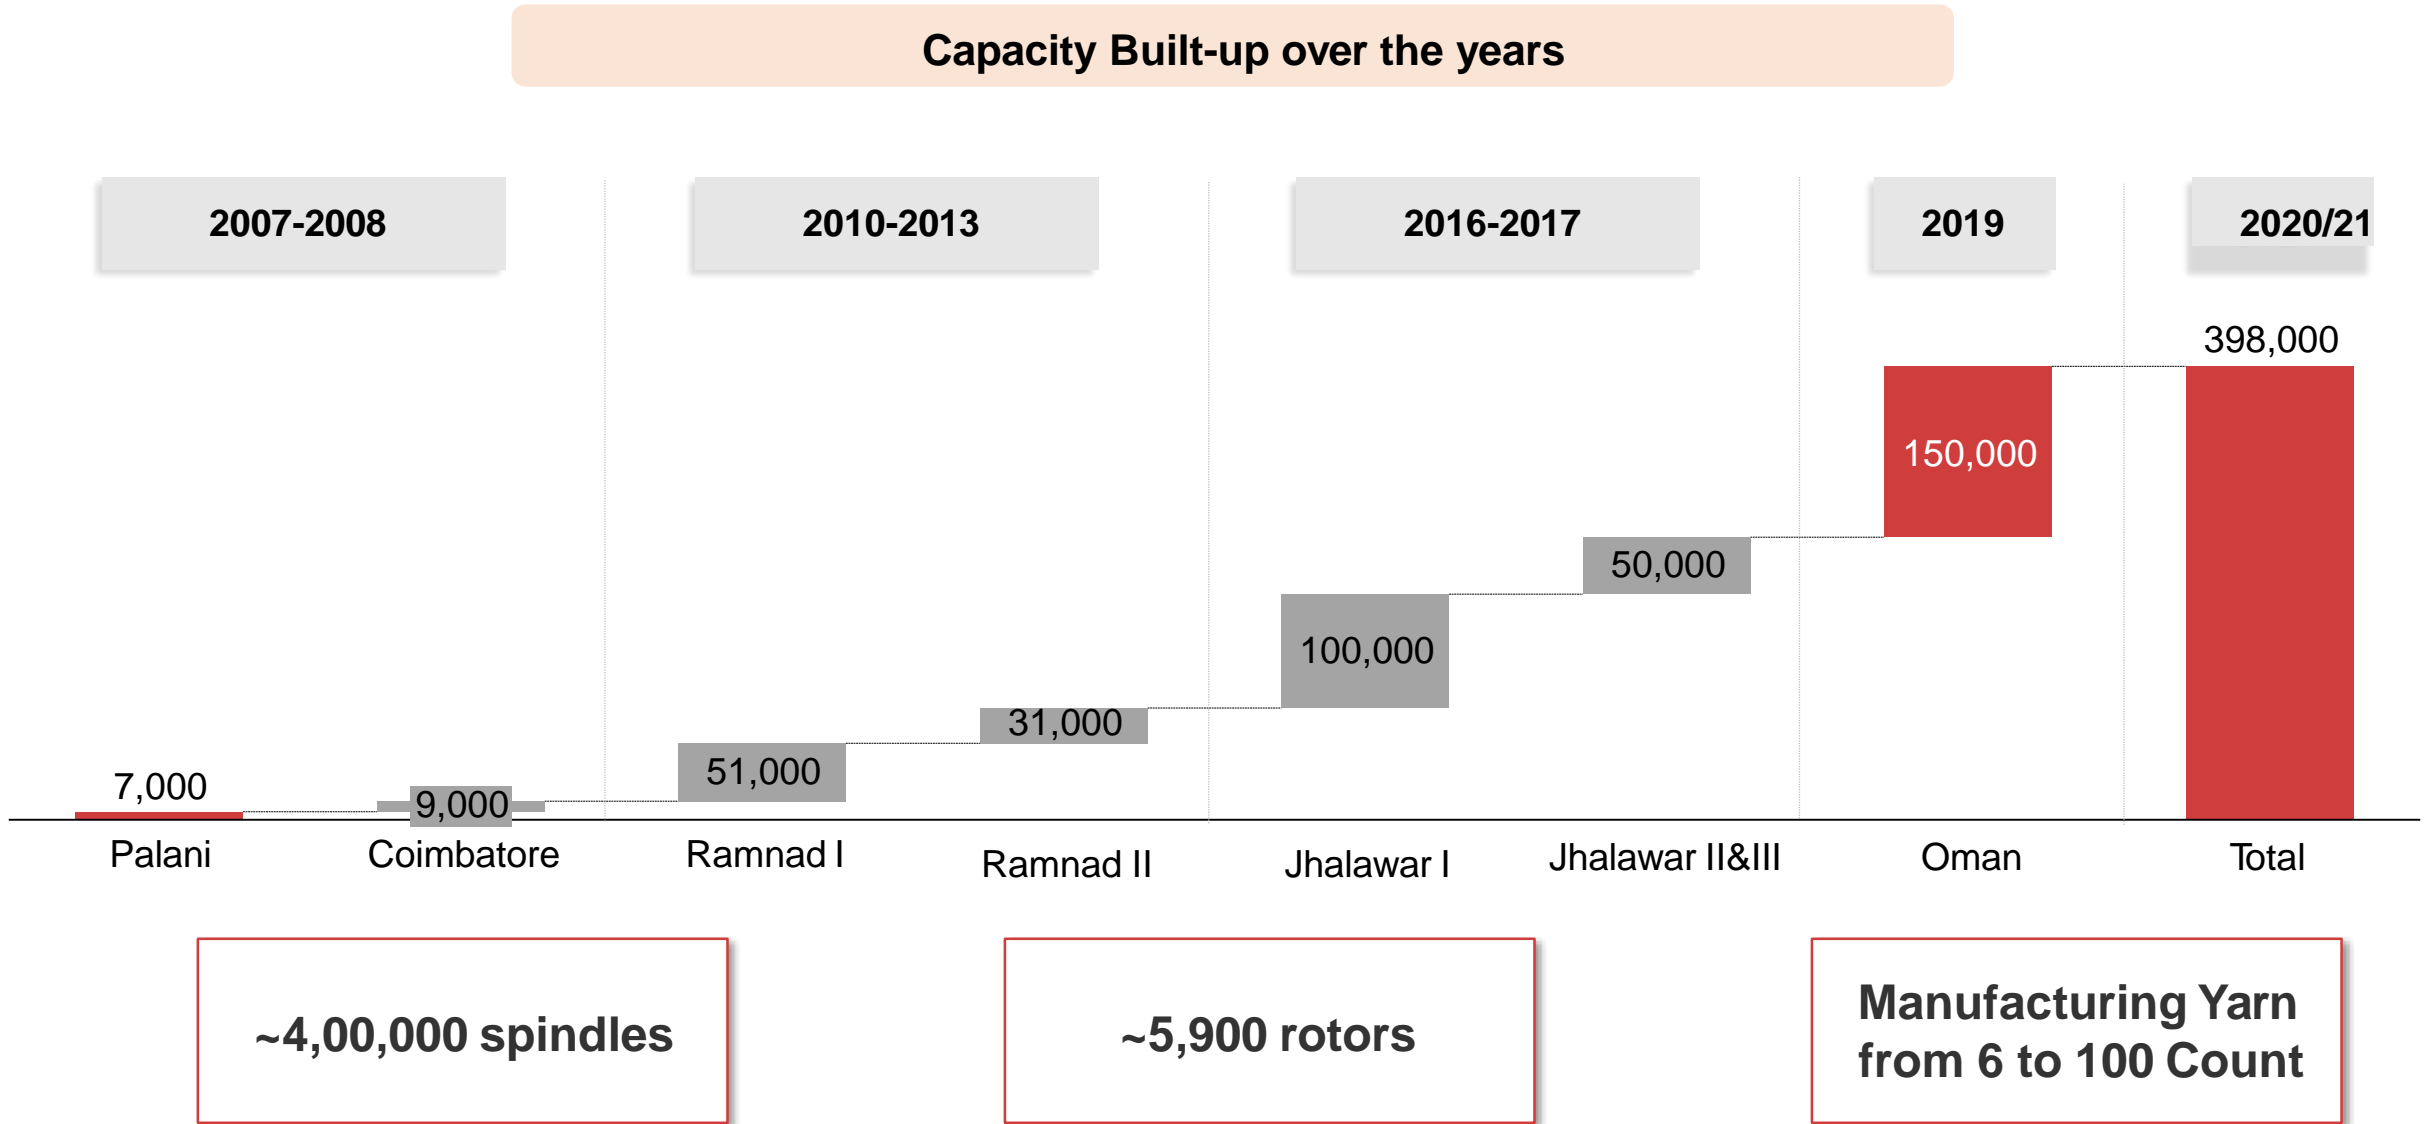 Capacity Built-up over the years
2007-2008
2010-2013
2016-2017
2019
2020/21
398,000
150,000
50,000
100,000
31,000
51,000
7,000
9,000
Palani
Coimbatore
Ramnad I
Ramnad II
Jhalawar I
Jhalawar II&III
Oman
Total
~4,00,000 spindles
~5,900 rotors
Manufacturing Yarn
from 6 to 100 Count